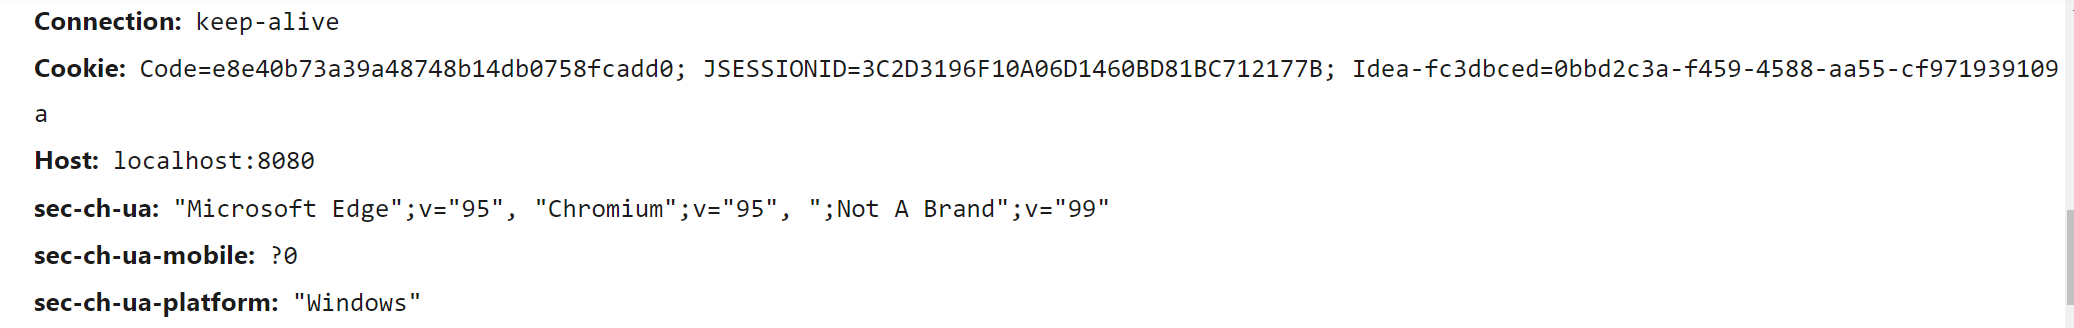 Connection: keep-alive
Cookie: Code=e8e40b73a39a48748b14db0758fcadd0; JSESSIONID=3C2D3196F10A06D1460BD81BC712177B; Idea-fc3dbced=0bbd2c3a-f459-4588-aa55-cf971939109
a
Host: localhost:8080
sec-ch-ua: "Microsoft Edge";v="95", "Chromium";v="95", ";Not A Brand";v="99"
sec-ch-ua-mobile: ?0
sec-ch-ua-platform: "Windows"